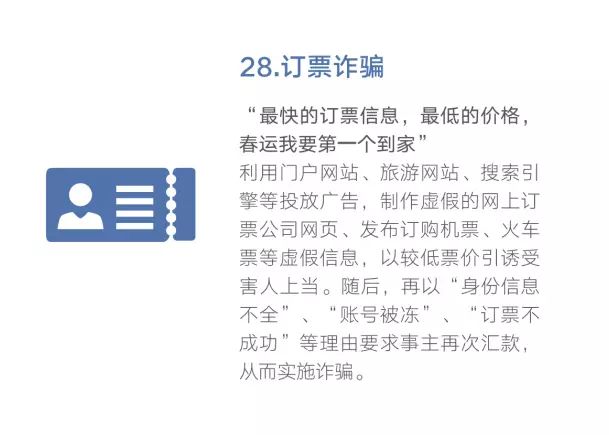 28.订票诈骗
“最快的订票信息，最低的价格，
春运我要第一个到家”
利用门户网站、旅游网站、搜索引
擎等投放广告，制作虚假的网上订
票公司网页、发布订购机票、火车
票等虚假信息，以较低票价引诱受
害人上当。随后，再以“身份信息
不全”、“账号被冻”、“订票不
成功”等理由要求事主再次汇款，
从而实施诈骗。